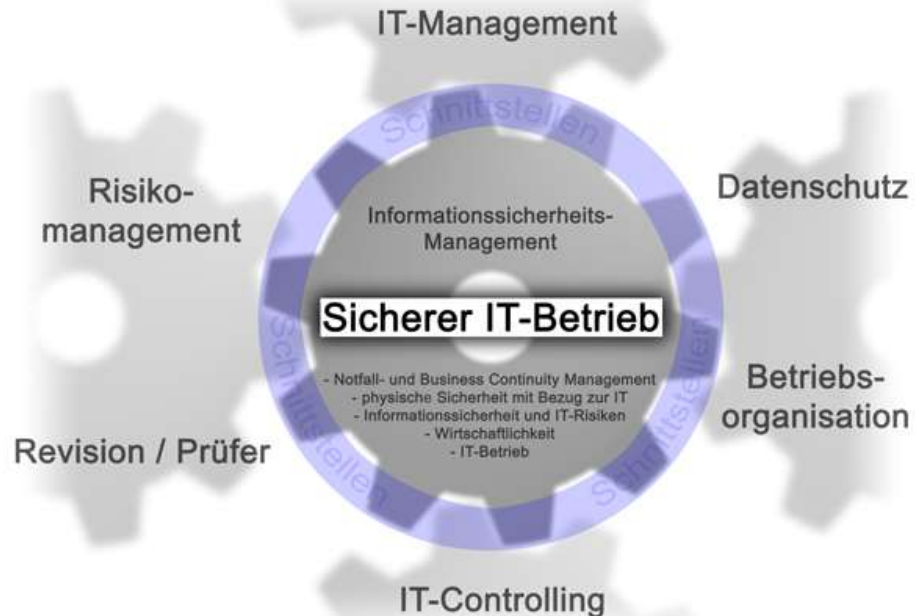 IT-Management
Schnittstellen
Risiko-
management
Datenschutz
Informationssicherheits-
Management
Sicherer IT-Betrieb
- Notfall- und Business Continuity Management
- physische Sicherheit mit Bezug zur IT
- Informationssicherheit und IT-Risiken
- Wirtschaftlichkeit
- IT-Betrieb
Schnittstellen
Schnittstellen
Betriebs-
organisation
Revision / Prüfer
IT-Controlling